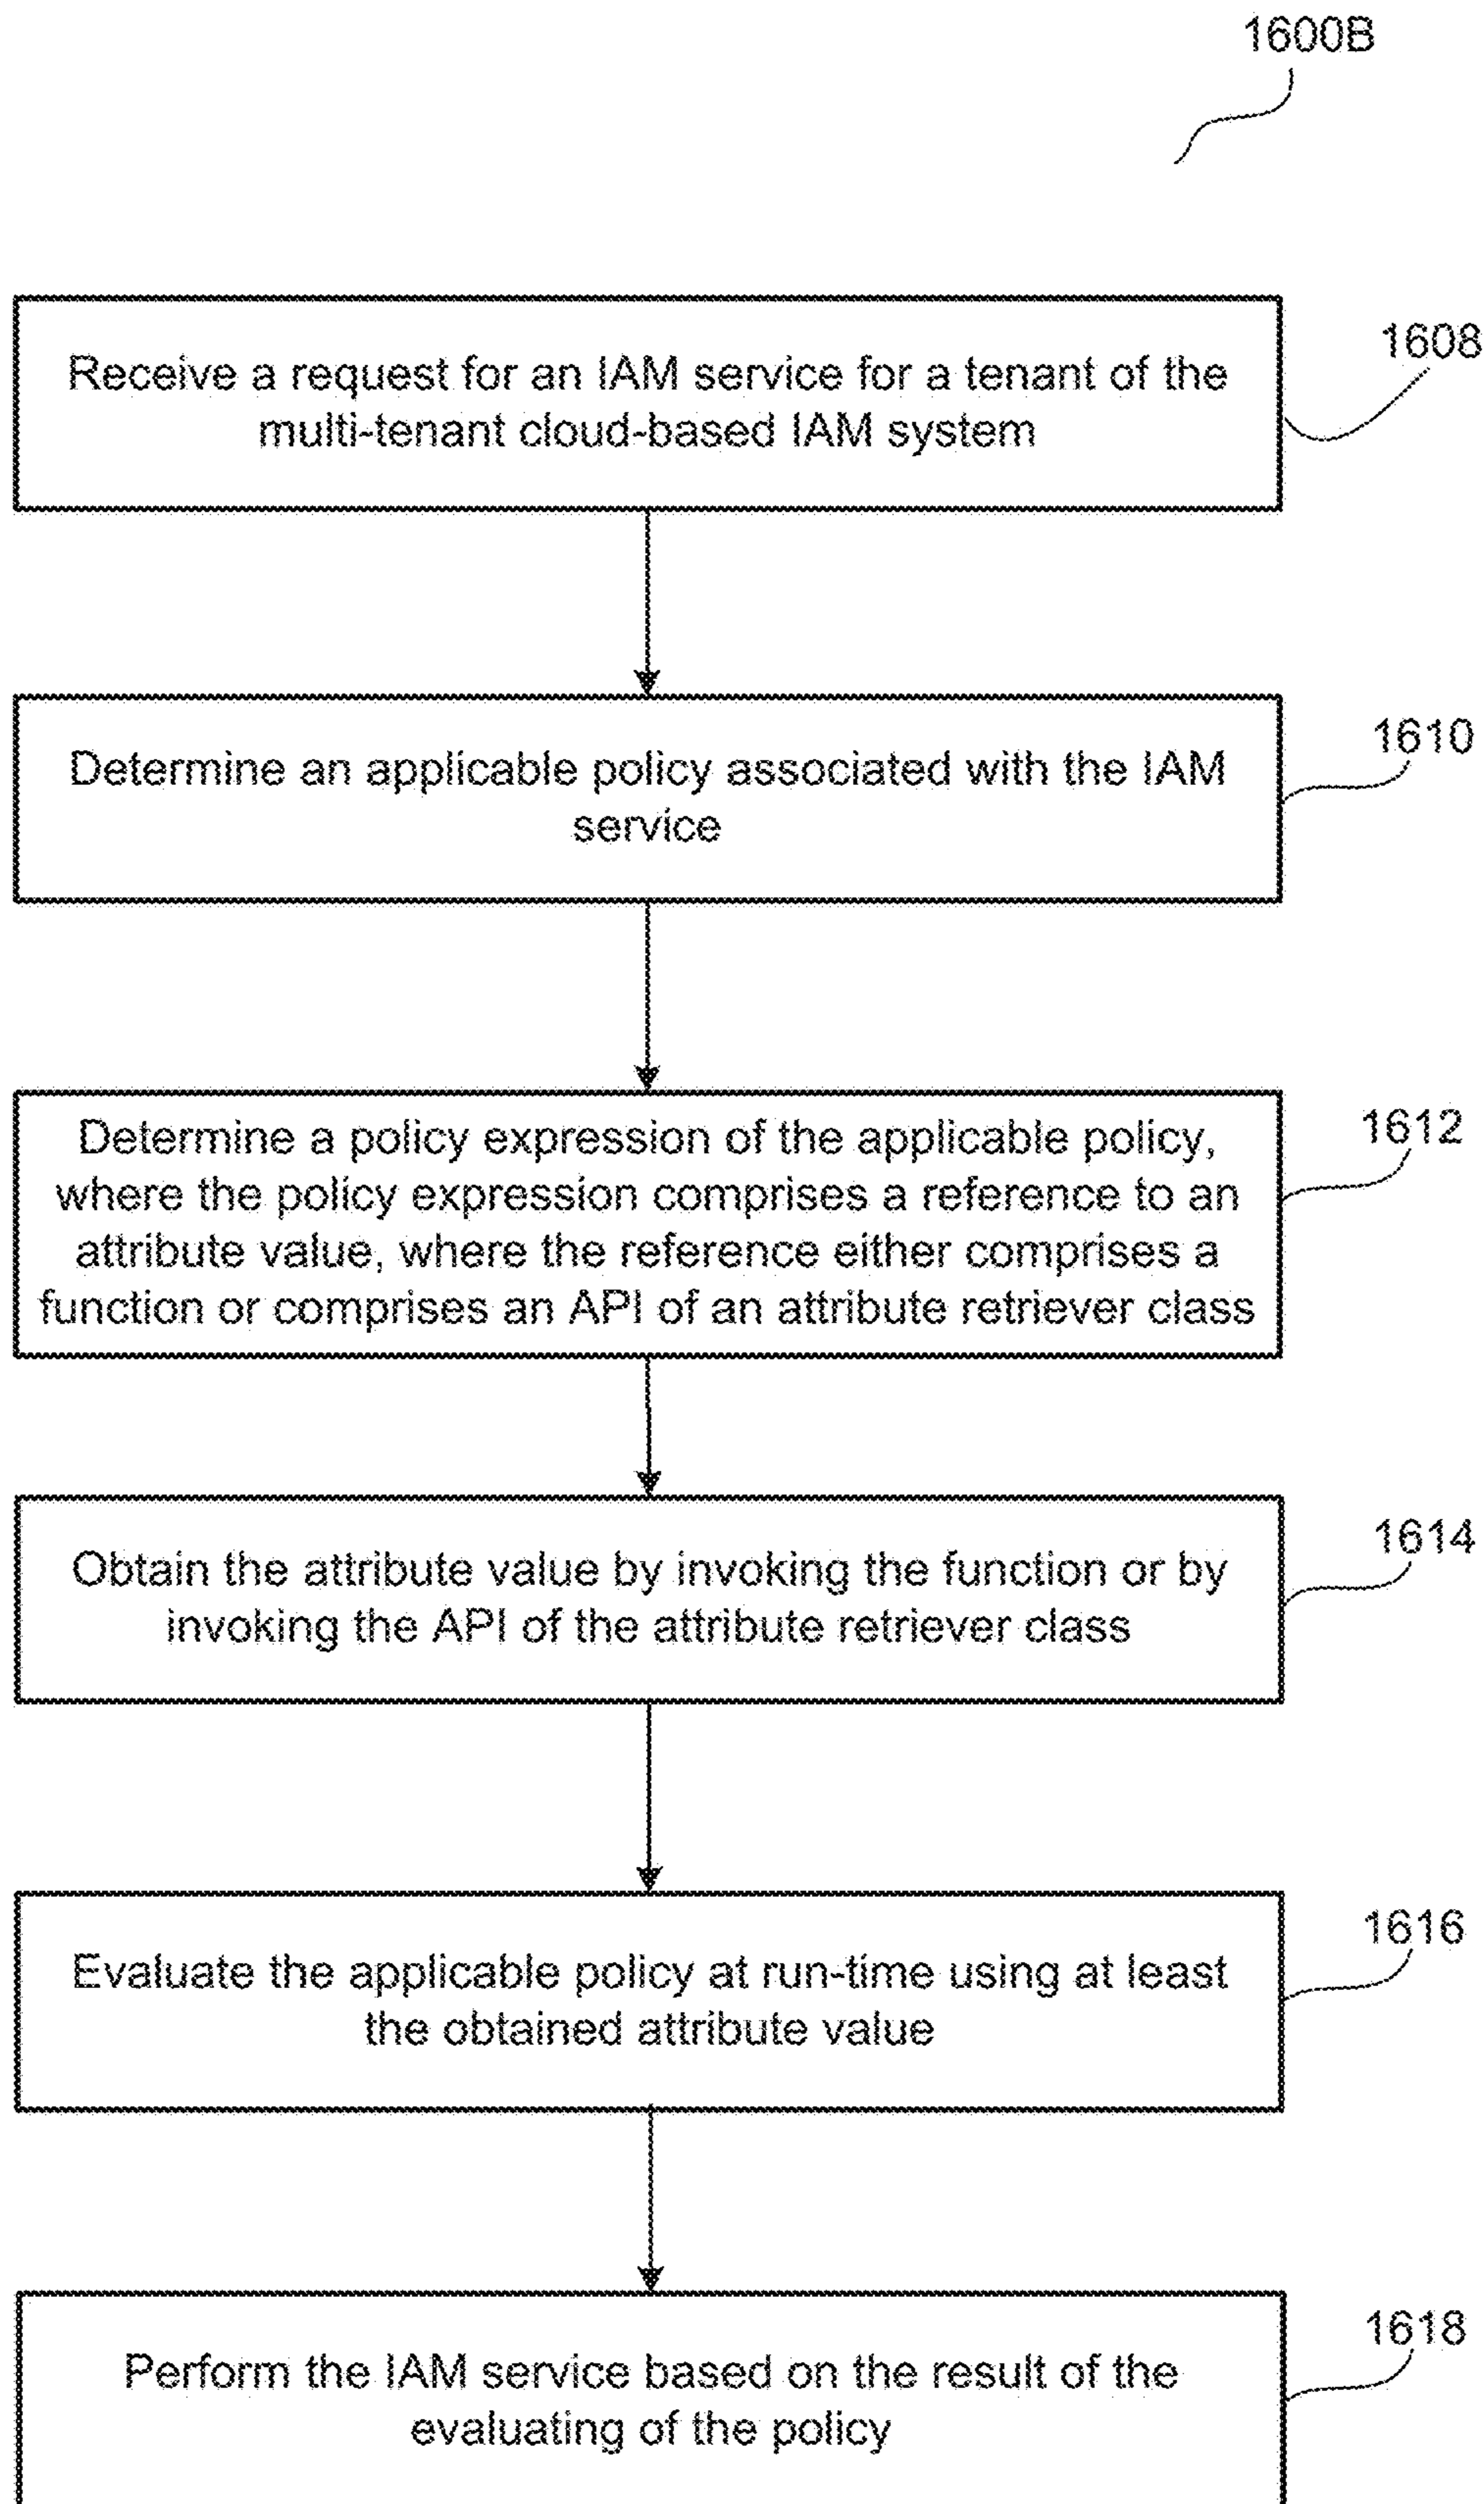 1600B
Receive a request for an IAM service for a tenant of the
multi-tenant cloud-based IAM system
1608
Determine an applicable policy associated with the IAM
service
1610
Determine a policy expression of the applicable policy,
where the policy expression comprises a reference to an
attribute value, where the reference either comprises a
function or comprises an API of an attribute retriever class
1612
Obtain the attribute value by invoking the function or by
invoking the API of the attribute retriever class
1614
Evaluate the applicable policy at run-time using at least
the obtained attribute value
1616
Perform the IAM service based on the result of the
evaluating of the policy
1618